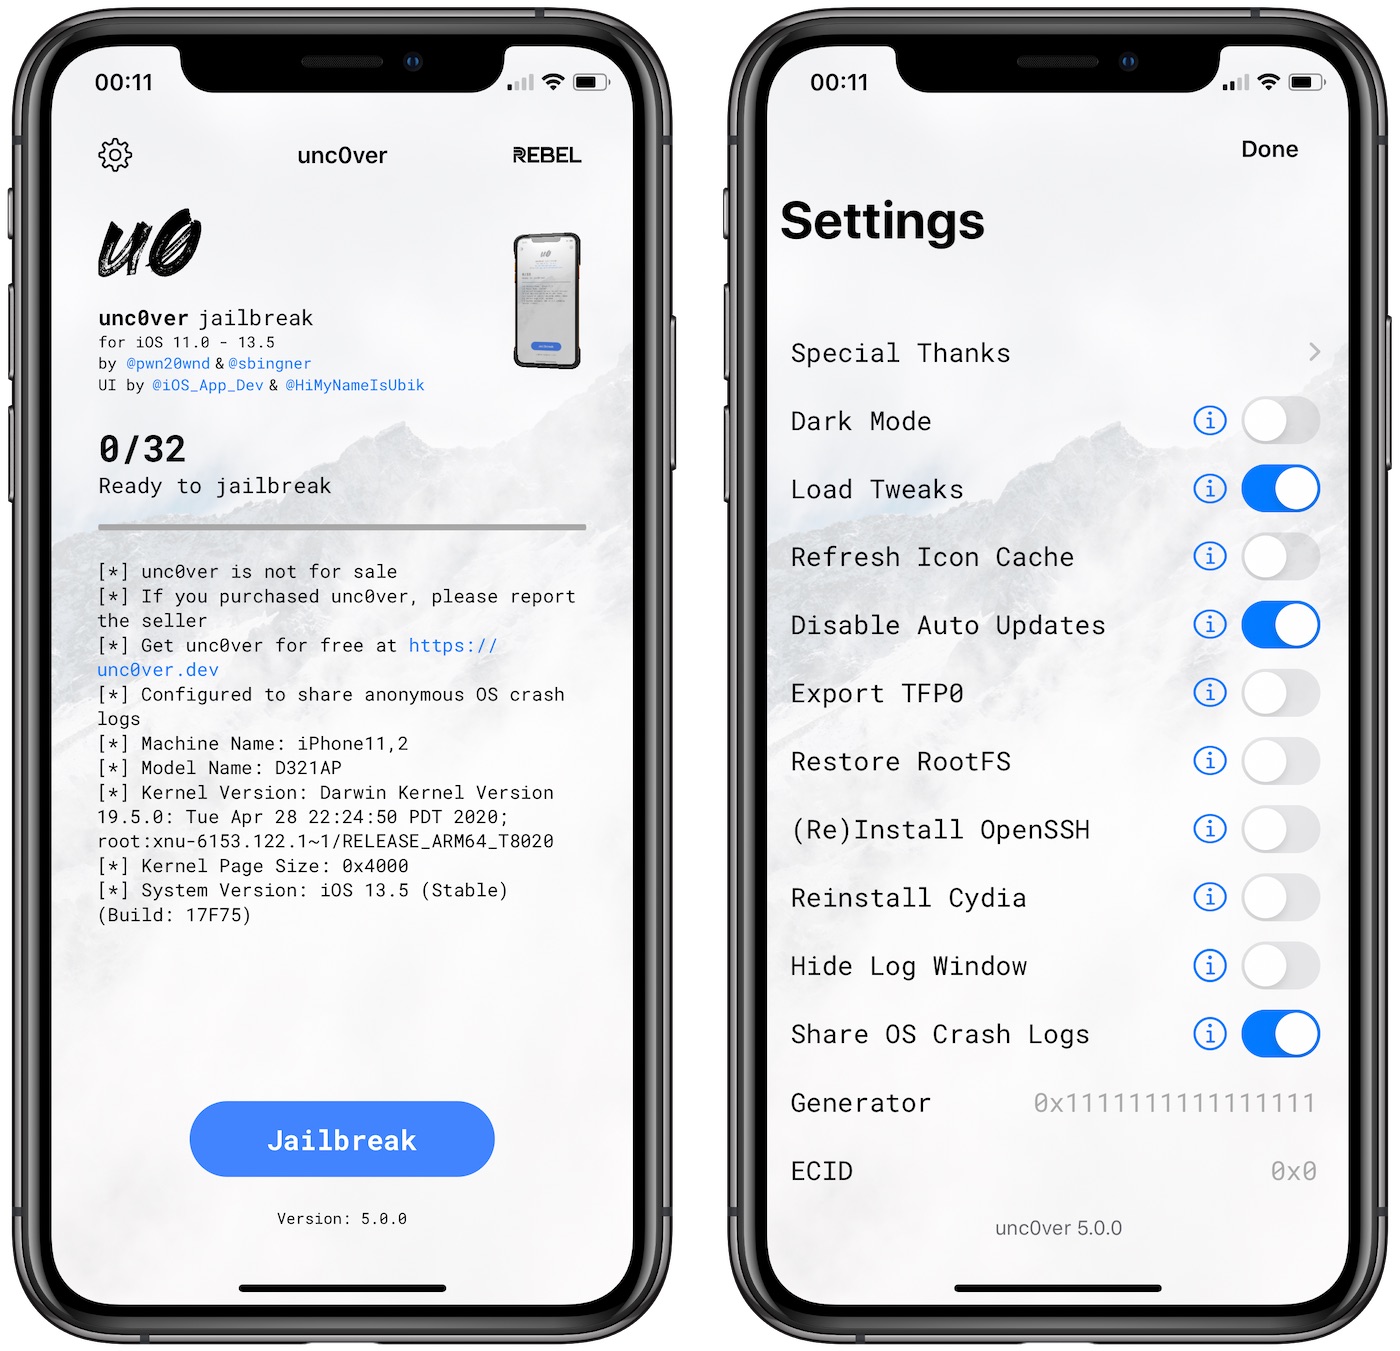 00:11
unc0ver
REBEL
u0
unc0ver jailbreak
for iOS 11.0 - 13.5
by @pwn20wnd & @sbingner
UI by @iOS_App_Dev & @HiMyNameIsUbik
0/32
Ready to jailbreak
[*] unc0ver is not for sale
[*] If you purchased unc0ver, please report
the seller
[*] Get unc0ver for free at https://
unc0ver.dev
[*] Configured to share anonymous OS crash
logs
[*] Machine Name: iPhone11,2
[*] Model Name: D321AP
[*] Kernel Version: Darwin Kernel Version
19.5.0: Tue Apr 28 22:24:50 PDT 2020;
root:xnu-6153.122.1~1/RELEASE_ARM64_T8020
[*] Kernel Page Size: 0x4000
[*] System Version: iOS 13.5 (Stable)
(Build: 17F75)
Jailbreak
Version: 5.0.0
00:11
Done
Settings
Special Thanks
Dark Mode
Load Tweaks
Refresh Icon Cache
Disable Auto Updates
Export TFP0
Restore RootFS
(Re)Install OpenSSH
Reinstall Cydia
Hide Log Window
Share OS Crash Logs
Generator 0x1111111111111111
ECID 0x0
unc0ver 5.0.0